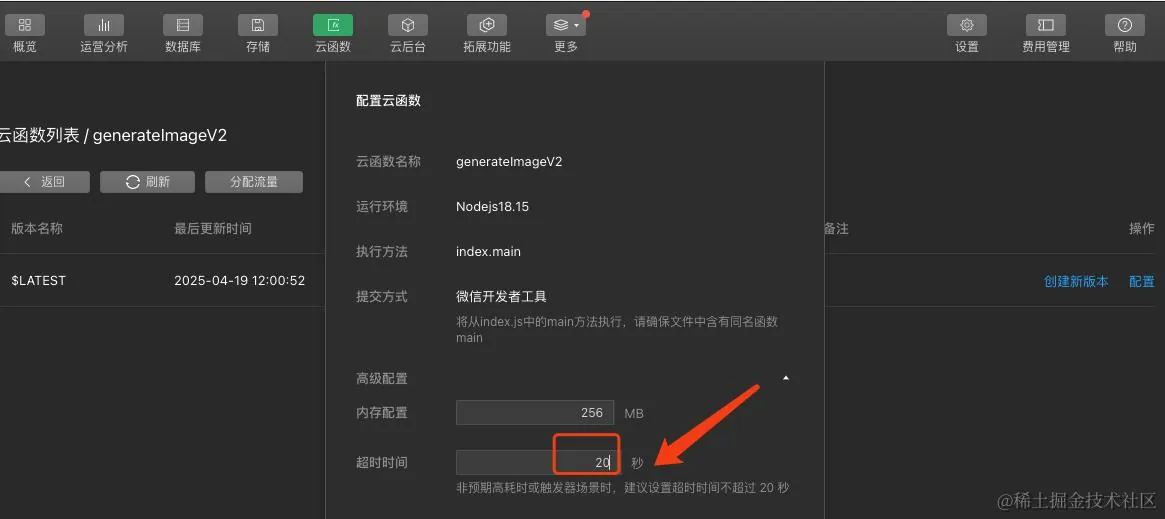 概览 运营分析 数据库 存储 云函数 云后台 拓展功能 更多 设置 费用管理 帮助
配置云函数
云函数列表 / generateImageV2
云函数名称 generateImageV2
返回 刷新 分配流量
运行环境 Nodejs18.15
版本名称 最后更新时间 备注 操作
执行方法 index.main
$LATEST 2025-04-19 12:00:52 创建新版本 配置
提交方式 微信开发者工具
将从index.js中的main方法执行，请确保文件中含有同名函数
main
高级配置
内存配置 256 MB
超时时间 20 秒
非预期高耗时或触发器场景时，建议设置超时时间不超过 20 秒
@稀土掘金技术社区